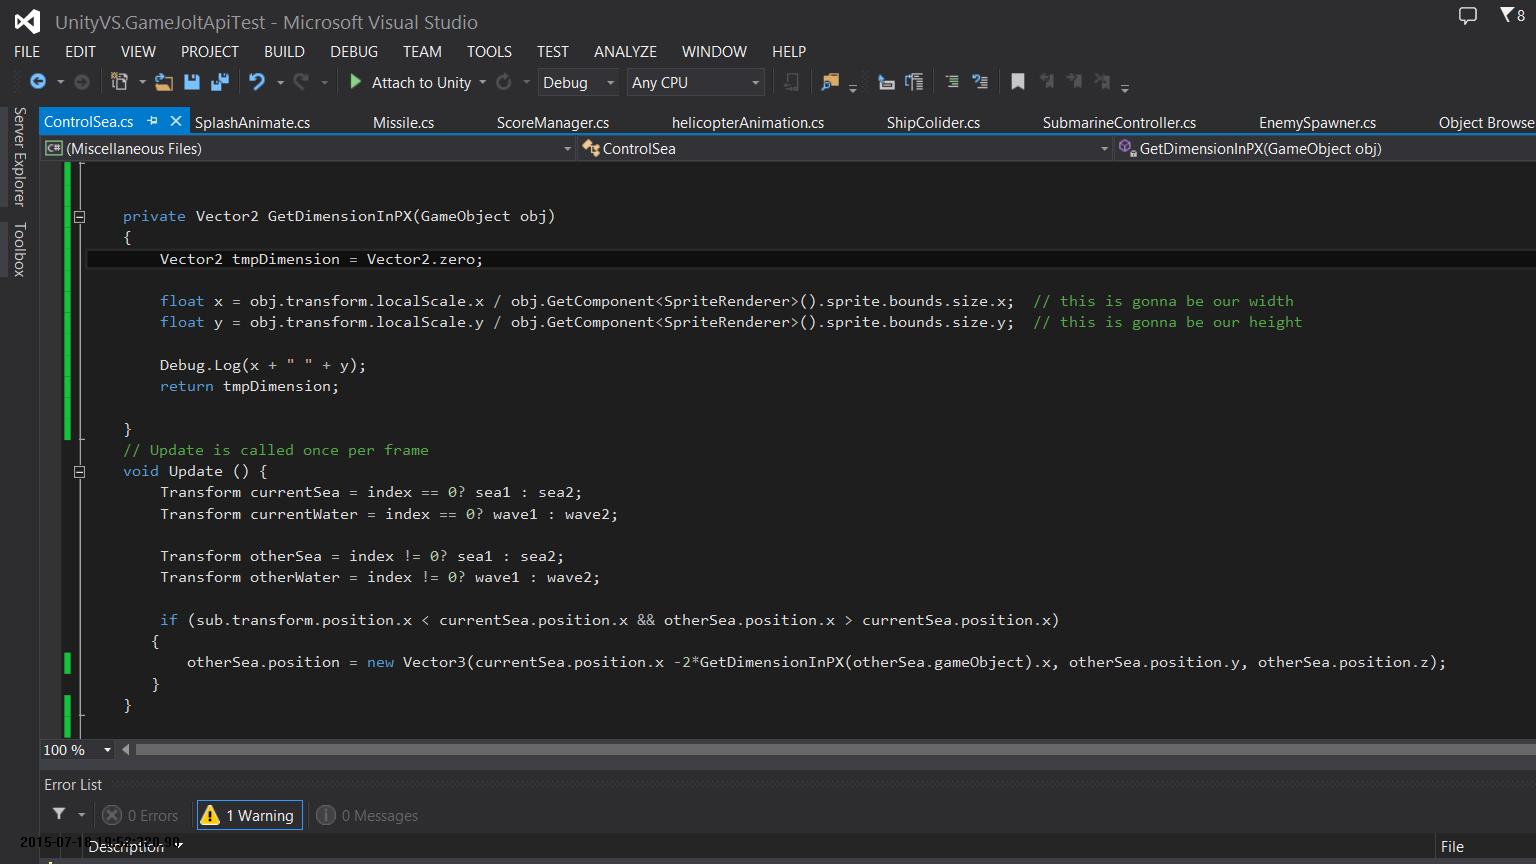 UnityVS.GameJoltApiTest - Microsoft Visual Studio
8
FILE EDIT VIEW PROJECT BUILD DEBUG TEAM TOOLS TEST ANALYZE WINDOW HELP
Attach to Unity Debug Any CPU
Server Explorer
Toolbox
ControlSea.cs SplashAnimate.cs Missile.cs ScoreManager.cs helicopterAnimation.cs ShipColider.cs SubmarineController.cs EnemySpawner.cs Object Browse
C# (Miscellaneous Files) ControlSea GetDimensionInPX(GameObject obj)
private Vector2 GetDimensionInPX(GameObject obj)
{
Vector2 tmpDimension = Vector2.zero;
float x = obj.transform.localScale.x / obj.GetComponent<SpriteRenderer>().sprite.bounds.size.x; // this is gonna be our width
float y = obj.transform.localScale.y / obj.GetComponent<SpriteRenderer>().sprite.bounds.size.y; // this is gonna be our height
Debug.Log(x + " " + y);
return tmpDimension;
}
// Update is called once per frame
void Update () {
Transform currentSea = index == 0? sea1 : sea2;
Transform currentWater = index == 0? wave1 : wave2;
Transform otherSea = index != 0? sea1 : sea2;
Transform otherWater = index != 0? wave1 : wave2;
if (sub.transform.position.x < currentSea.position.x && otherSea.position.x > currentSea.position.x)
{
otherSea.position = new Vector3(currentSea.position.x -2*GetDimensionInPX(otherSea.gameObject).x, otherSea.position.y, otherSea.position.z);
}
}
100 %
Error List
0 Errors 1 Warning 0 Messages
Description File